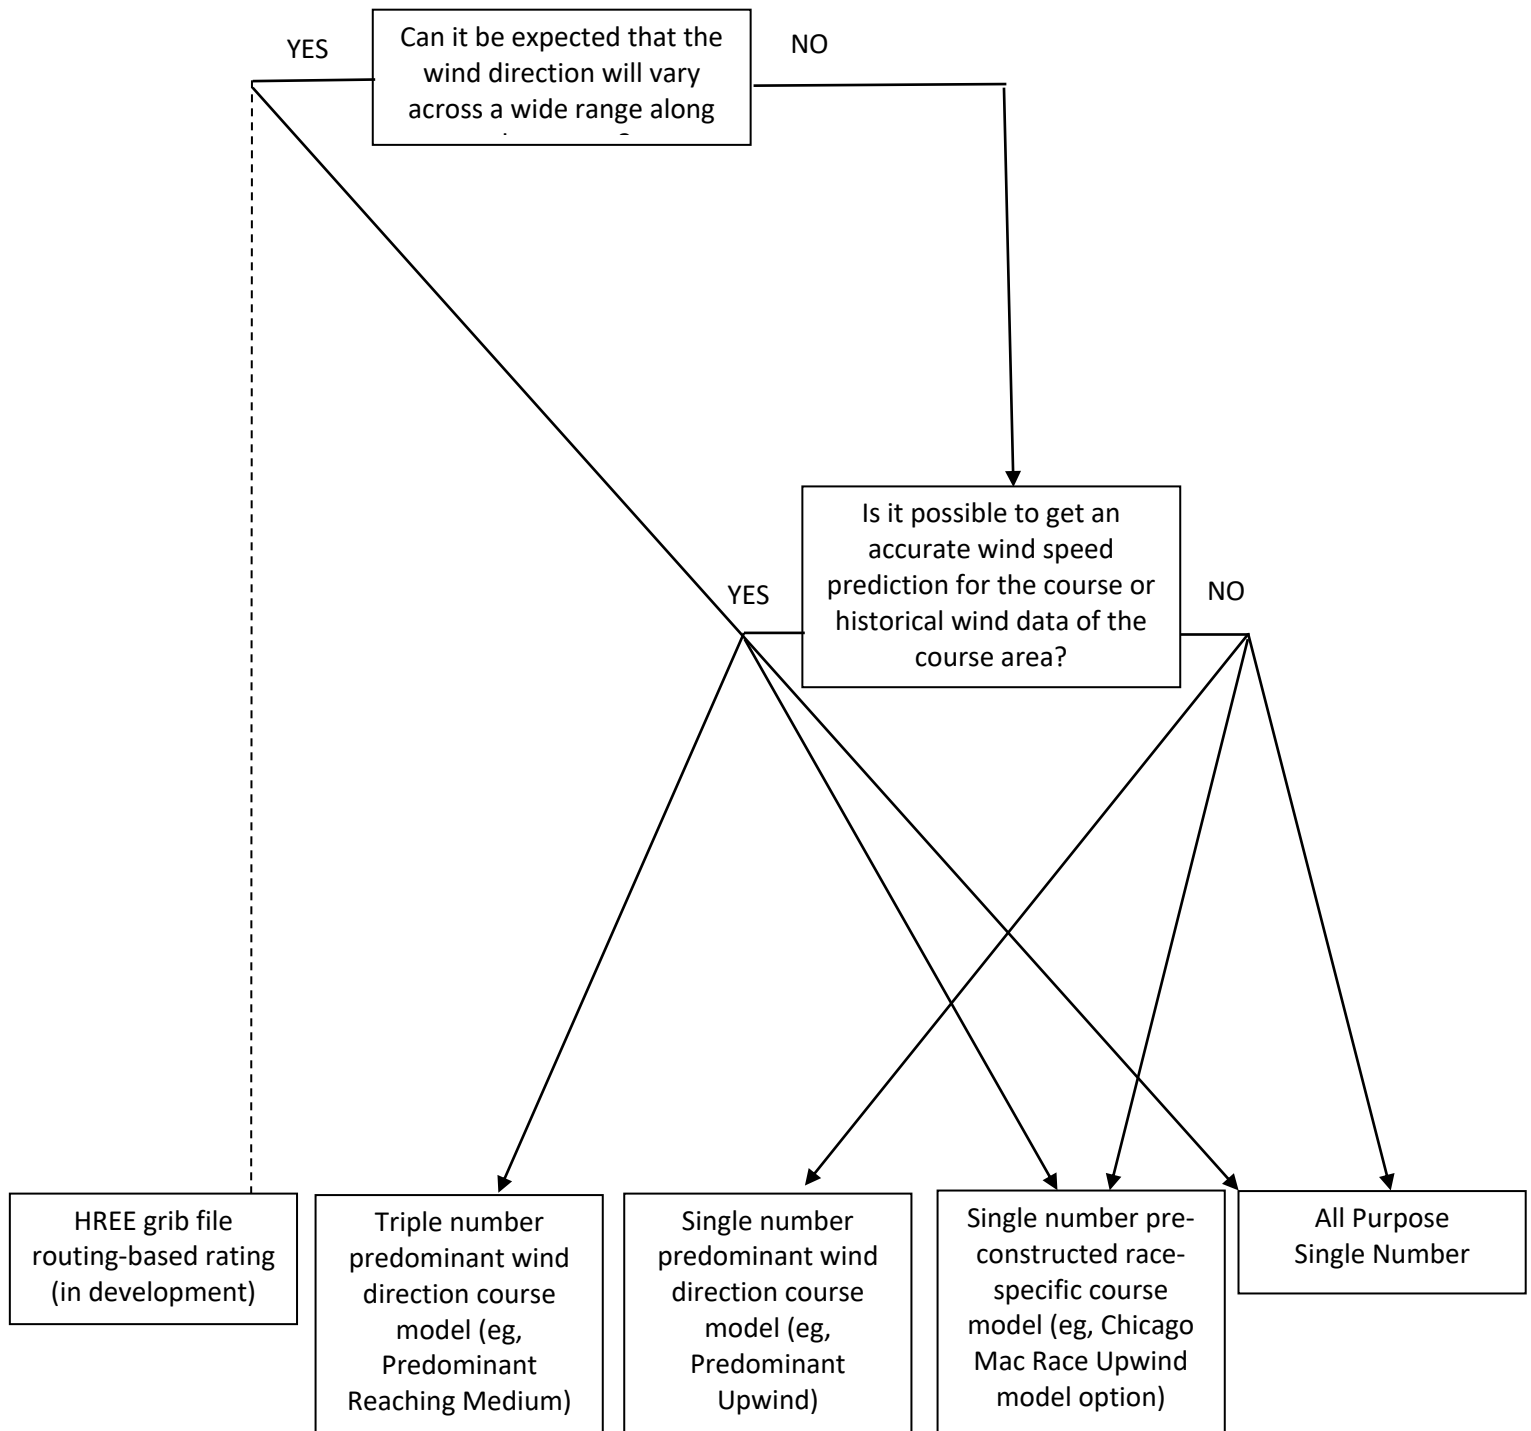 YES
Can it be expected that the
wind direction will vary
across a wide range along
NO
Is it possible to get an
accurate wind speed
prediction for the course or
historical wind data of the
course area?
YES
NO
HREE grib file
routing-based rating
(in development)
Triple number
predominant wind
direction course
model (eg,
Predominant
Reaching Medium)
Single number
predominant wind
direction course
model (eg,
Predominant
Upwind)
Single number pre-
constructed race-
specific course
model (eg, Chicago
Mac Race Upwind
model option)
All Purpose
Single Number